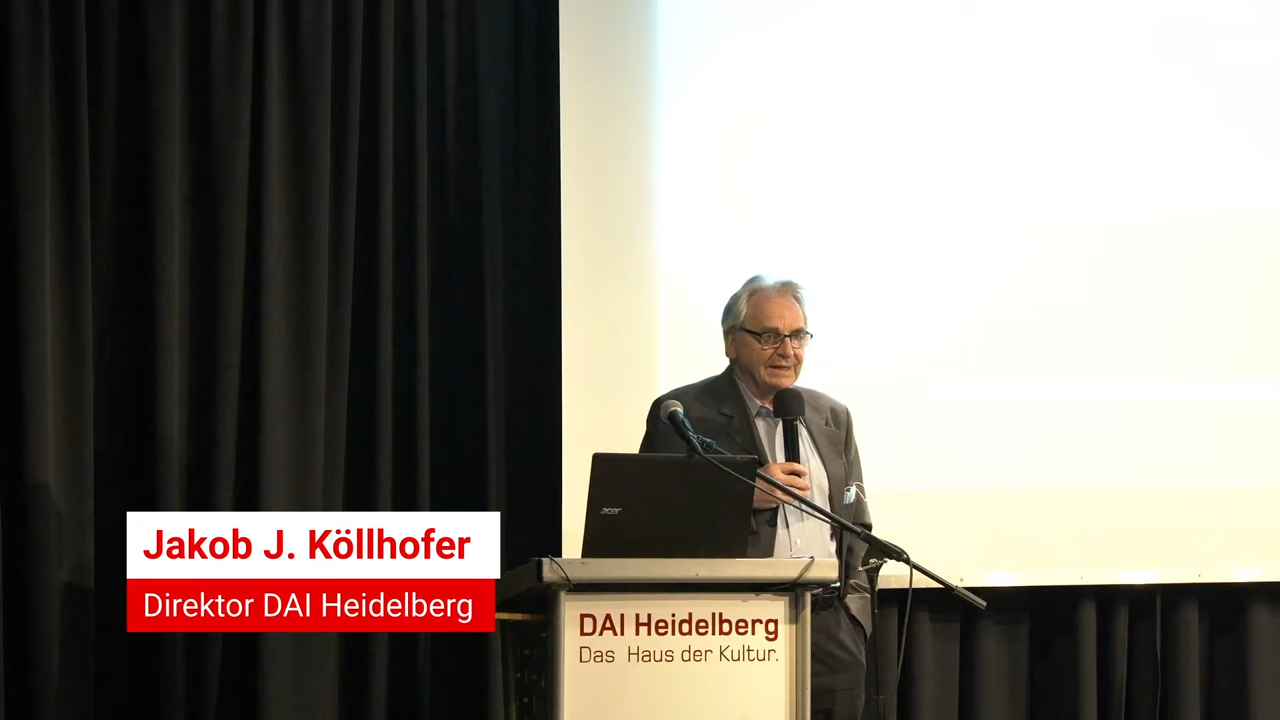 Jakob J. Köllhofer
Direktor DAI Heidelberg
acer
DAI Heidelberg
Das Haus der Kultur.